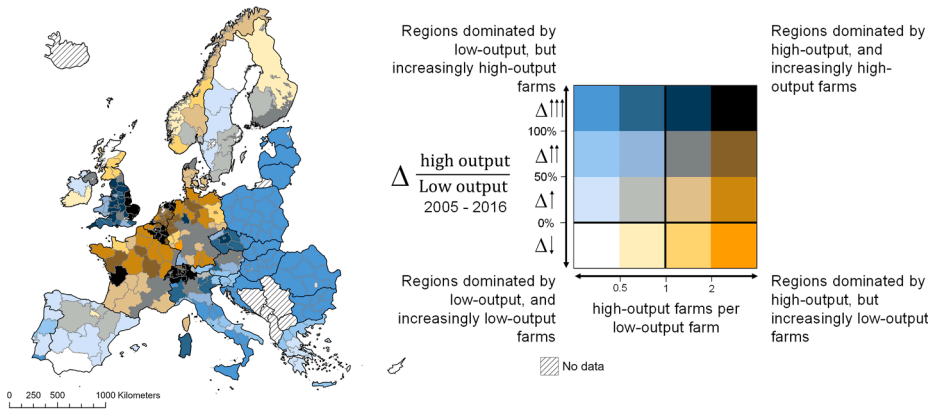 Regions dominated by
low-output, but
increasingly high-output
farms
Regions dominated by
high-output, and
increasingly high-
output farms
Δ↑↑↑
100%
Δ↑↑
50%
Δ↑
0%
Δ↓
Δ high output
Low output
2005 - 2016
0.5
1
2
high-output farms per
low-output farm
Regions dominated by
low-output, and
increasingly low-output
farms
Regions dominated by
high-output, but
increasingly low-output
farms
No data
0 250 500 1000 Kilometers